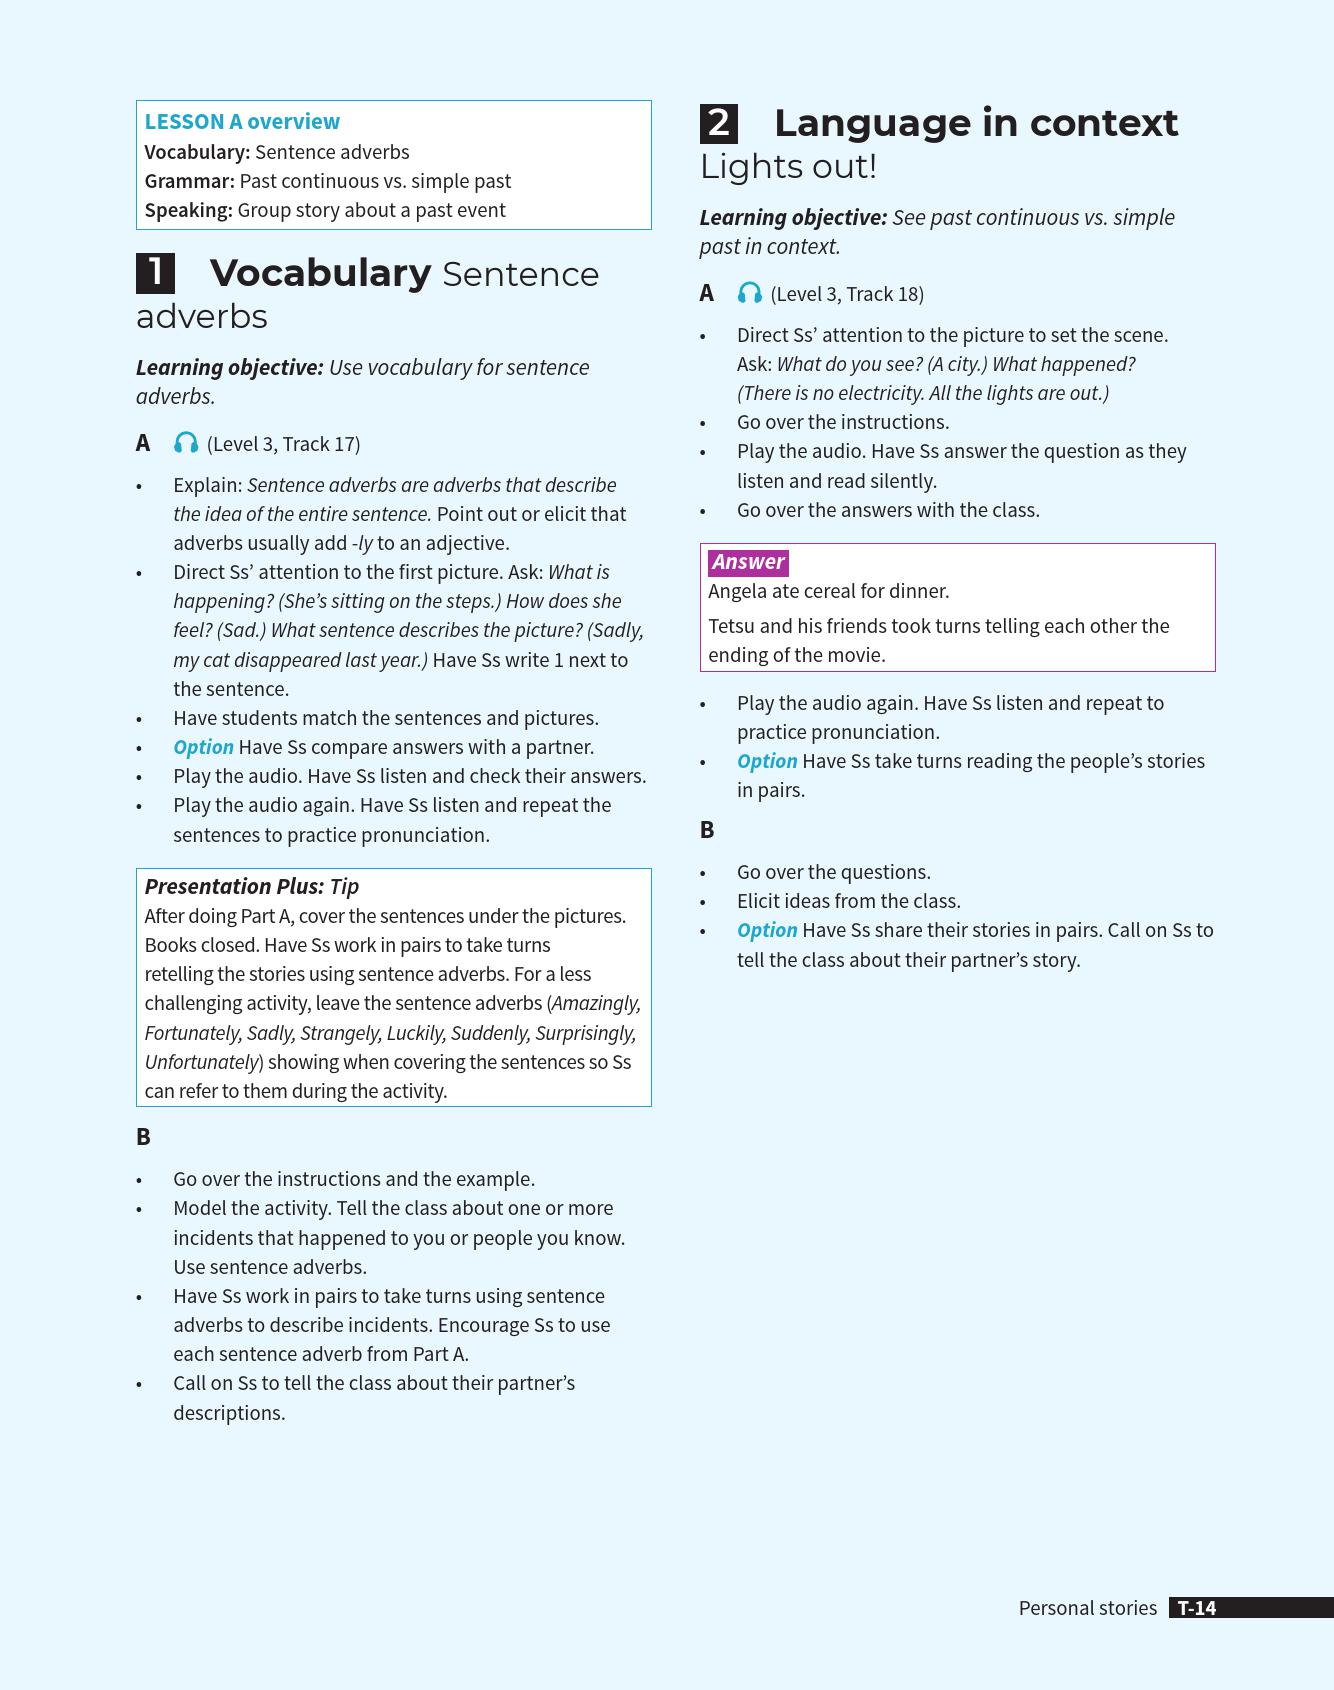 LESSON A overview
Vocabulary: Sentence adverbs
Grammar: Past continuous vs. simple past
Speaking: Group story about a past event
1 Vocabulary Sentence
adverbs
Learning objective: Use vocabulary for sentence
adverbs.
A (Level 3, Track 17)
• Explain: Sentence adverbs are adverbs that describe
the idea of the entire sentence. Point out or elicit that
adverbs usually add -ly to an adjective.
• Direct Ss’ attention to the first picture. Ask: What is
happening? (She’s sitting on the steps.) How does she
feel? (Sad.) What sentence describes the picture? (Sadly,
my cat disappeared last year.) Have Ss write 1 next to
the sentence.
• Have students match the sentences and pictures.
• Option Have Ss compare answers with a partner.
• Play the audio. Have Ss listen and check their answers.
• Play the audio again. Have Ss listen and repeat the
sentences to practice pronunciation.
Presentation Plus: Tip
After doing Part A, cover the sentences under the pictures.
Books closed. Have Ss work in pairs to take turns
retelling the stories using sentence adverbs. For a less
challenging activity, leave the sentence adverbs (Amazingly,
Fortunately, Sadly, Strangely, Luckily, Suddenly, Surprisingly,
Unfortunately) showing when covering the sentences so Ss
can refer to them during the activity.
B
• Go over the instructions and the example.
• Model the activity. Tell the class about one or more
incidents that happened to you or people you know.
Use sentence adverbs.
• Have Ss work in pairs to take turns using sentence
adverbs to describe incidents. Encourage Ss to use
each sentence adverb from Part A.
• Call on Ss to tell the class about their partner’s
descriptions.
2 Language in context
Lights out!
Learning objective: See past continuous vs. simple
past in context.
A (Level 3, Track 18)
• Direct Ss’ attention to the picture to set the scene.
Ask: What do you see? (A city.) What happened?
(There is no electricity. All the lights are out.)
• Go over the instructions.
• Play the audio. Have Ss answer the question as they
listen and read silently.
• Go over the answers with the class.
Answer
Angela ate cereal for dinner.
Tetsu and his friends took turns telling each other the
ending of the movie.
• Play the audio again. Have Ss listen and repeat to
practice pronunciation.
• Option Have Ss take turns reading the people’s stories
in pairs.
B
• Go over the questions.
• Elicit ideas from the class.
• Option Have Ss share their stories in pairs. Call on Ss to
tell the class about their partner’s story.
Personal stories T-14